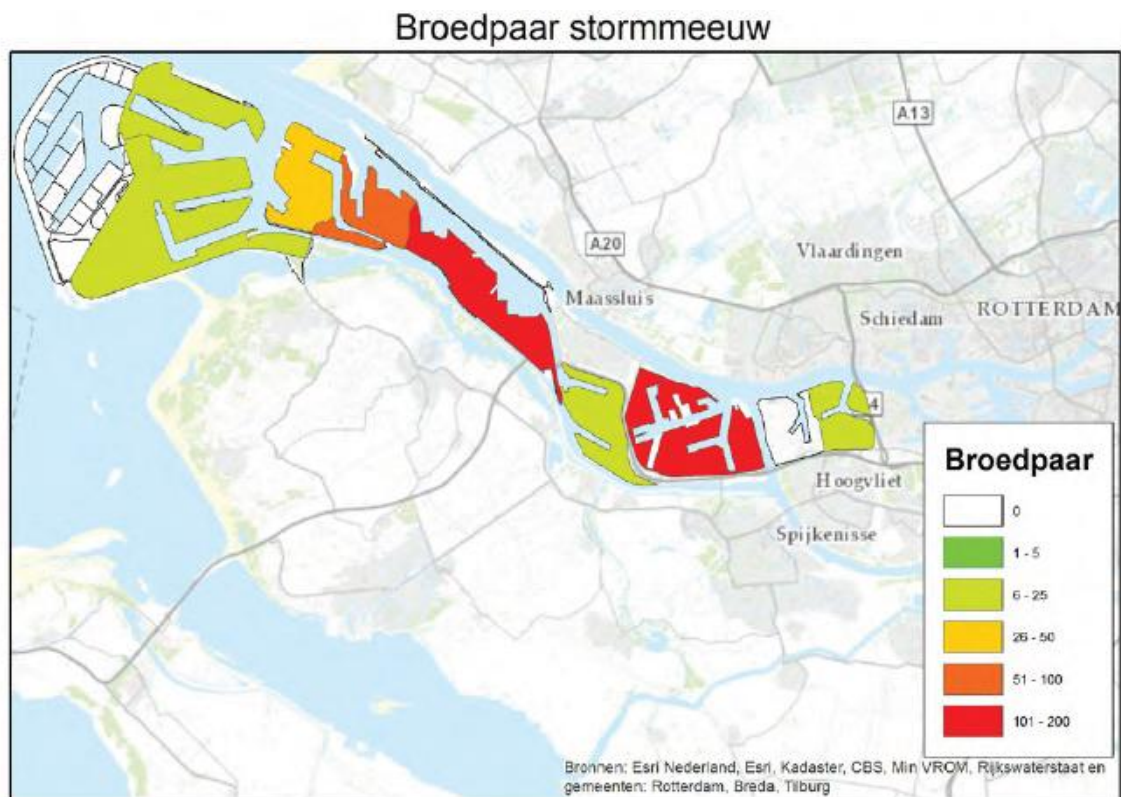 Broedpaar stormmeeuw
A13
A20
Vlaardingen
Maassluis
Schiedam
ROTTERDAM
4
Hoogvliet
Spijkenisse
Broedpaar
0
1 - 5
6 - 25
26 - 50
51 - 100
101 - 200
Bronnen: Esri Nederland, Esri, Kadaster, CBS, Min VROM, Rijkswaterstaat en
gemeenten: Rotterdam, Breda, Tilburg